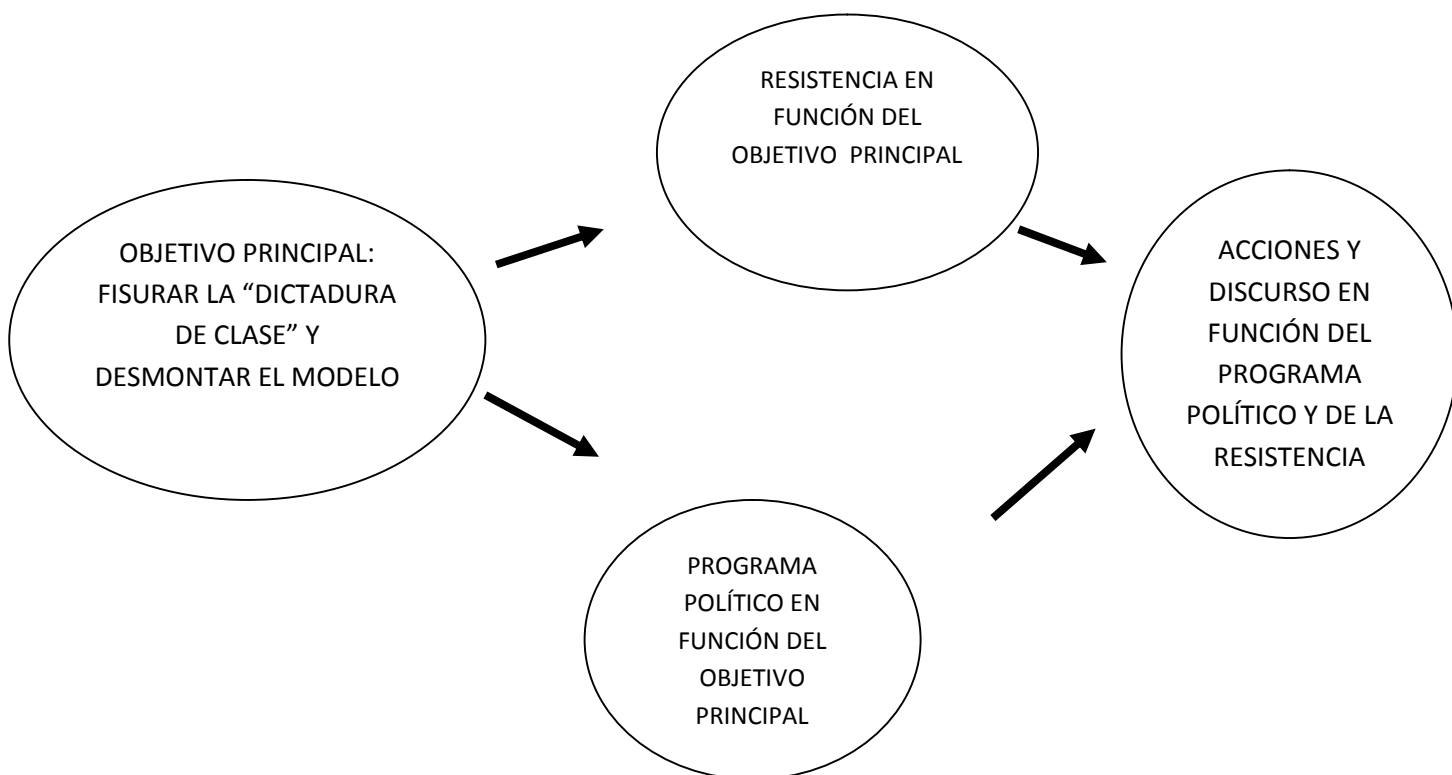 OBJETIVO PRINCIPAL:
FISURAR LA “DICTADURA
DE CLASE” Y
DESMONTAR EL MODELO
RESISTENCIA EN
FUNCIÓN DEL
OBJETIVO PRINCIPAL
PROGRAMA
POLÍTICO EN
FUNCIÓN DEL
OBJETIVO
PRINCIPAL
ACCIONES Y
DISCURSO EN
FUNCIÓN DEL
PROGRAMA
POLÍTICO Y DE LA
RESISTENCIA